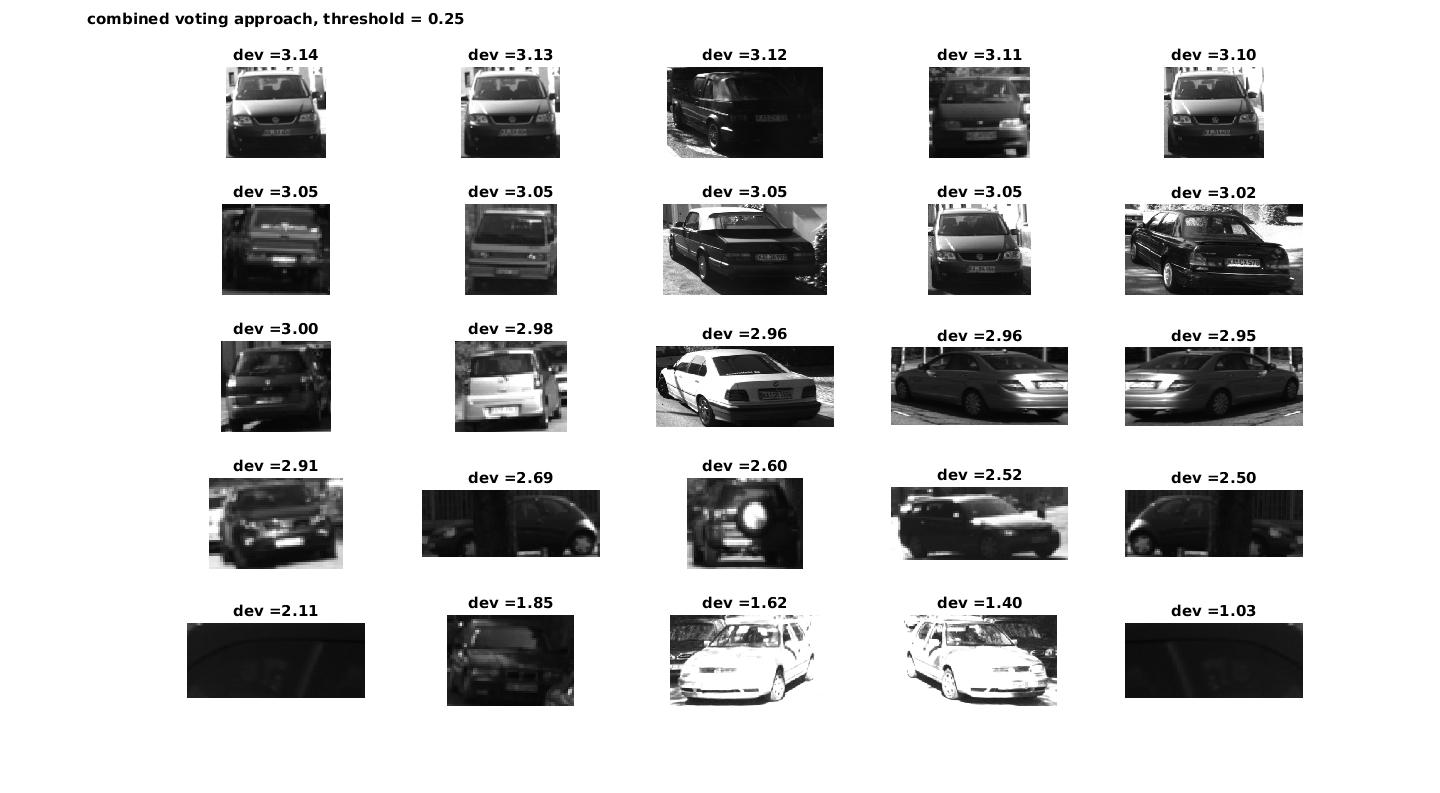 combined voting approach, threshold = 0.25
dev =3.14
dev =3.13
dev =3.12
dev =3.11
dev =3.10
dev =3.05
dev =3.05
dev =3.05
dev =3.05
dev =3.02
dev =3.00
dev =2.98
dev =2.96
dev =2.96
dev =2.95
dev =2.91
dev =2.69
dev =2.60
dev =2.52
dev =2.50
dev =2.11
dev =1.85
dev =1.62
dev =1.40
dev =1.03